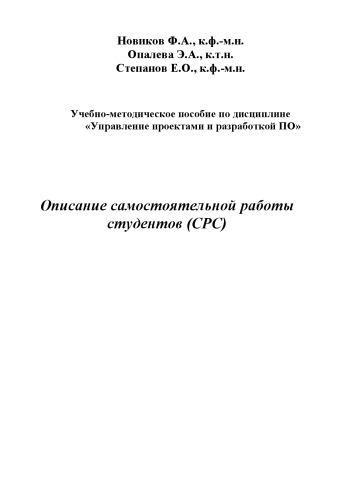 Новиков Ф.А., к.ф.-м.н.
Опалева Э.А., к.т.н.
Степанов Е.О., к.ф.-м.н.
Учебно-методическое пособие по дисциплине
«Управление проектами и разработкой ПО»
Описание самостоятельной работы
студентов (СРС)